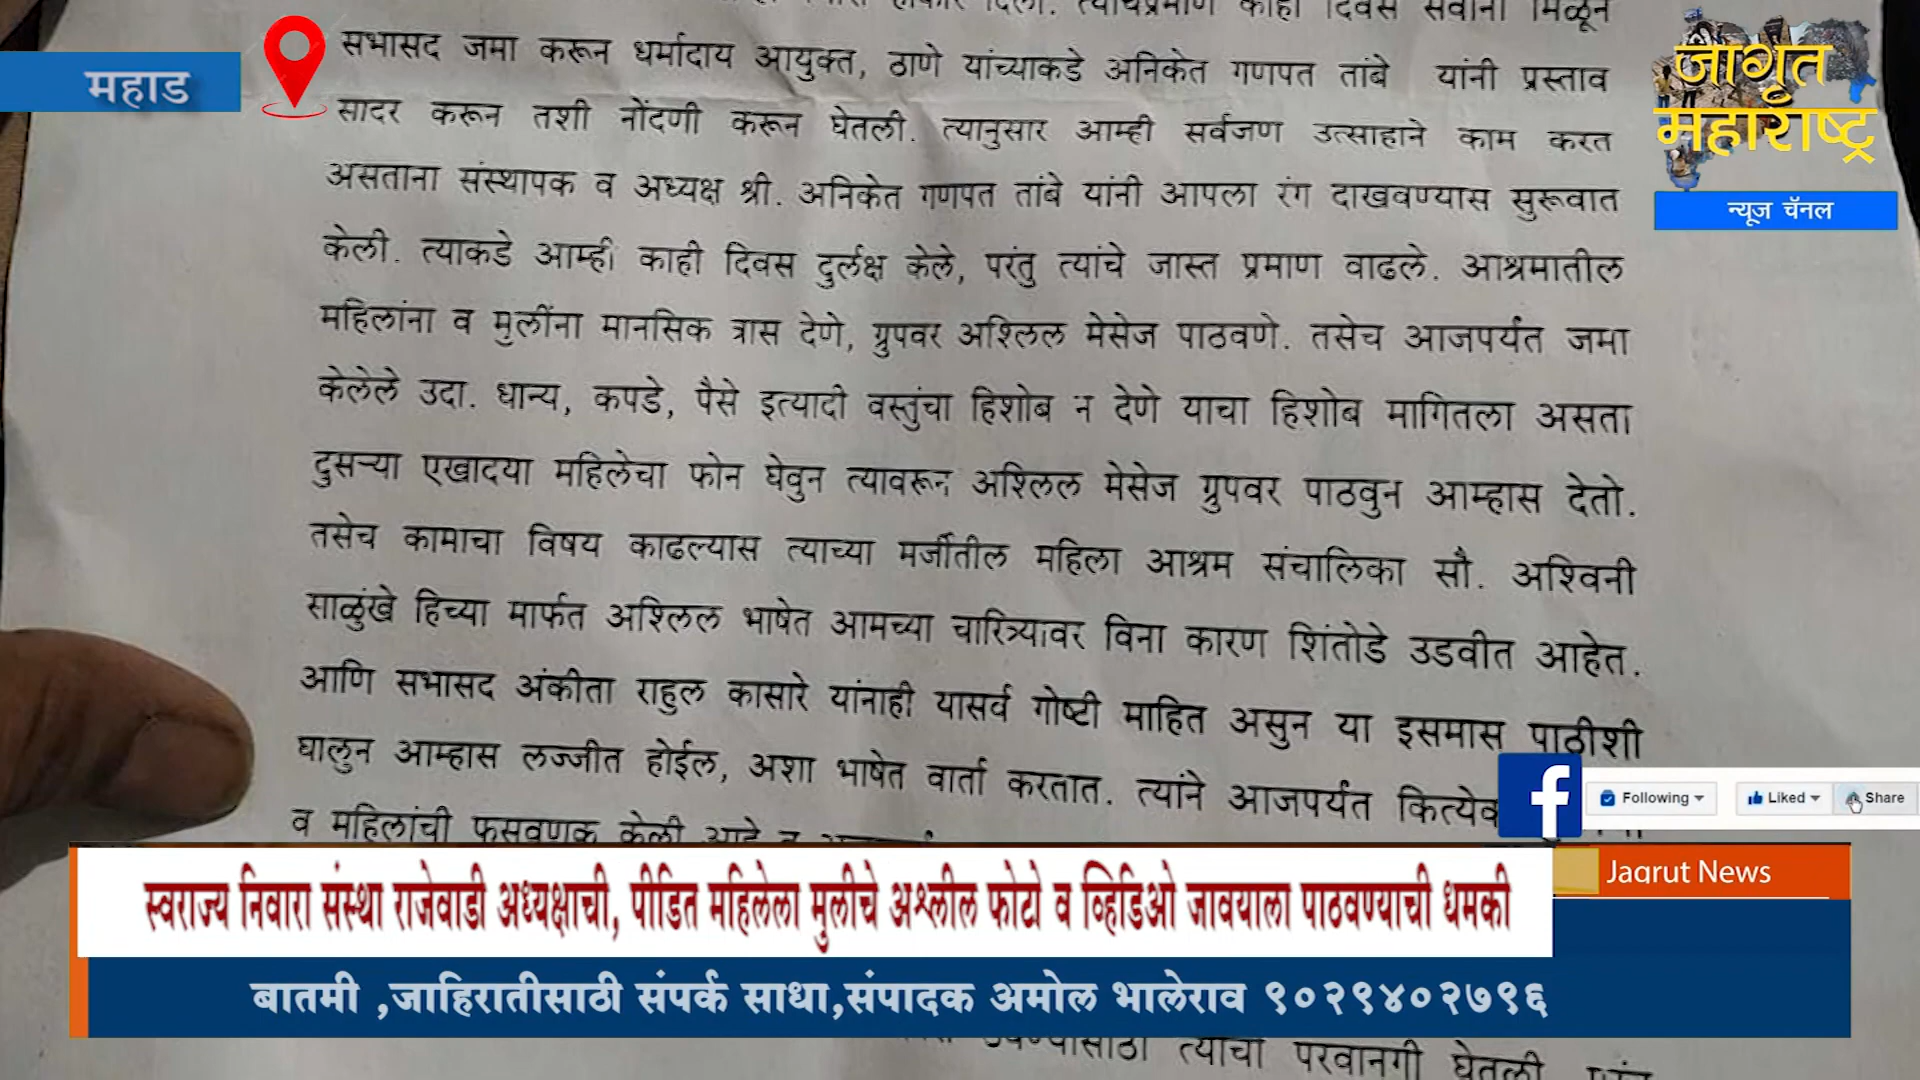 महाड
जागृत
महाराष्ट्र
न्यूज चॅनल
सभासद जमा करून धर्मादाय आयुक्त, ठाणे यांच्याकडे अनिकेत गणपत तांबे यांनी प्रस्ताव
सादर करून तशी नोंदणी करून घेतली. त्यानुसार आम्ही सर्वजण उत्साहाने काम करत
असताना संस्थापक व अध्यक्ष श्री. अनिकेत गणपत तांबे यांनी आपला रंग दाखवण्यास सुरूवात
केली. त्याकडे आम्ही काही दिवस दुर्लक्ष केले, परंतु त्यांचे जास्त प्रमाण वाढले. आश्रमातील
महिलांना व मुलींना मानसिक त्रास देणे, ग्रुपवर अश्लिल मेसेज पाठवणे. तसेच आजपर्यंत जमा
केलेले उदा. धान्य, कपडे, पैसे इत्यादी वस्तुंचा हिशोब न देणे याचा हिशोब मागितला असता
दुसऱ्या एखादया महिलेचा फोन घेवुन त्यावरून अश्लिल मेसेज ग्रुपवर पाठवुन आम्हास देतो.
तसेच कामाचा विषय काढल्यास त्याच्या मर्जीतील महिला आश्रम संचालिका सौ. अश्विनी
साळुंखे हिच्या मार्फत अश्लिल भाषेत आमच्या चारित्र्यावर विना कारण शिंतोडे उडवीत आहेत.
आणि सभासद अंकीता राहुल कासारे यांनाही यासर्व गोष्टी माहित असुन या इसमास पाठीशी
घालुन आम्हास लज्जीत होईल, अशा भाषेत वार्ता करतात. त्यांने आजपर्यंत
व महिलांची फसवणुक केली आहे व
Following
Liked
Share
Jagrut News
स्वराज्य निवारा संस्था राजेवाडी अध्यक्षाची, पीडित महिलेला मुलीचे अश्लील फोटो व व्हिडिओ जावयाला पाठवण्याची धमकी
बातमी ,जाहिरातीसाठी संपर्क साधा,संपादक अमोल भालेराव ९०२९४०२७९६
त्याची परवानगी घेतली